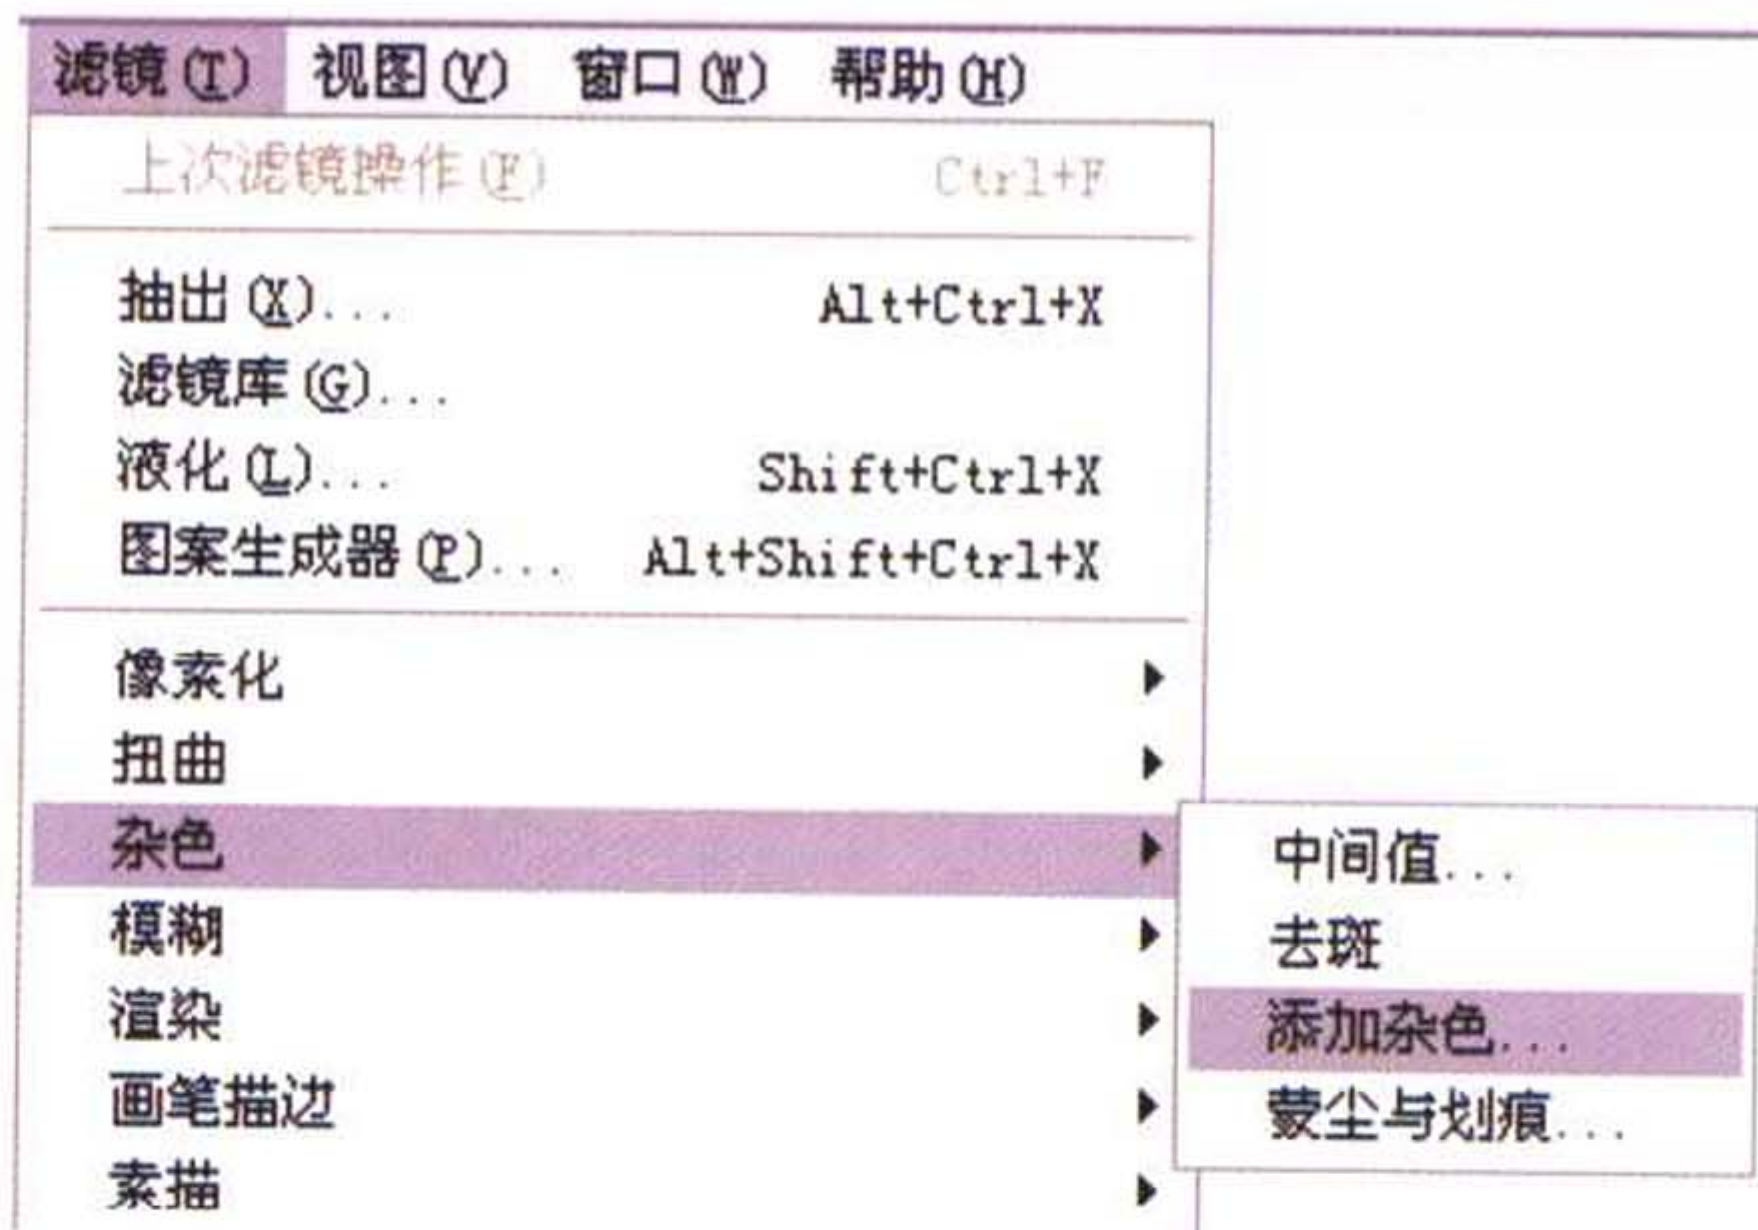 滤镜(T) 视图(V) 窗口(W) 帮助(H)
上次滤镜操作(F) Ctrl+F
抽出(X)... Alt+Ctrl+X
滤镜库(G)...
液化(L)... Shift+Ctrl+X
图案生成器(P)... Alt+Shift+Ctrl+X
像素化
扭曲
杂色
中间值...
去斑
添加杂色...
蒙尘与划痕...
模糊
渲染
画笔描边
素描